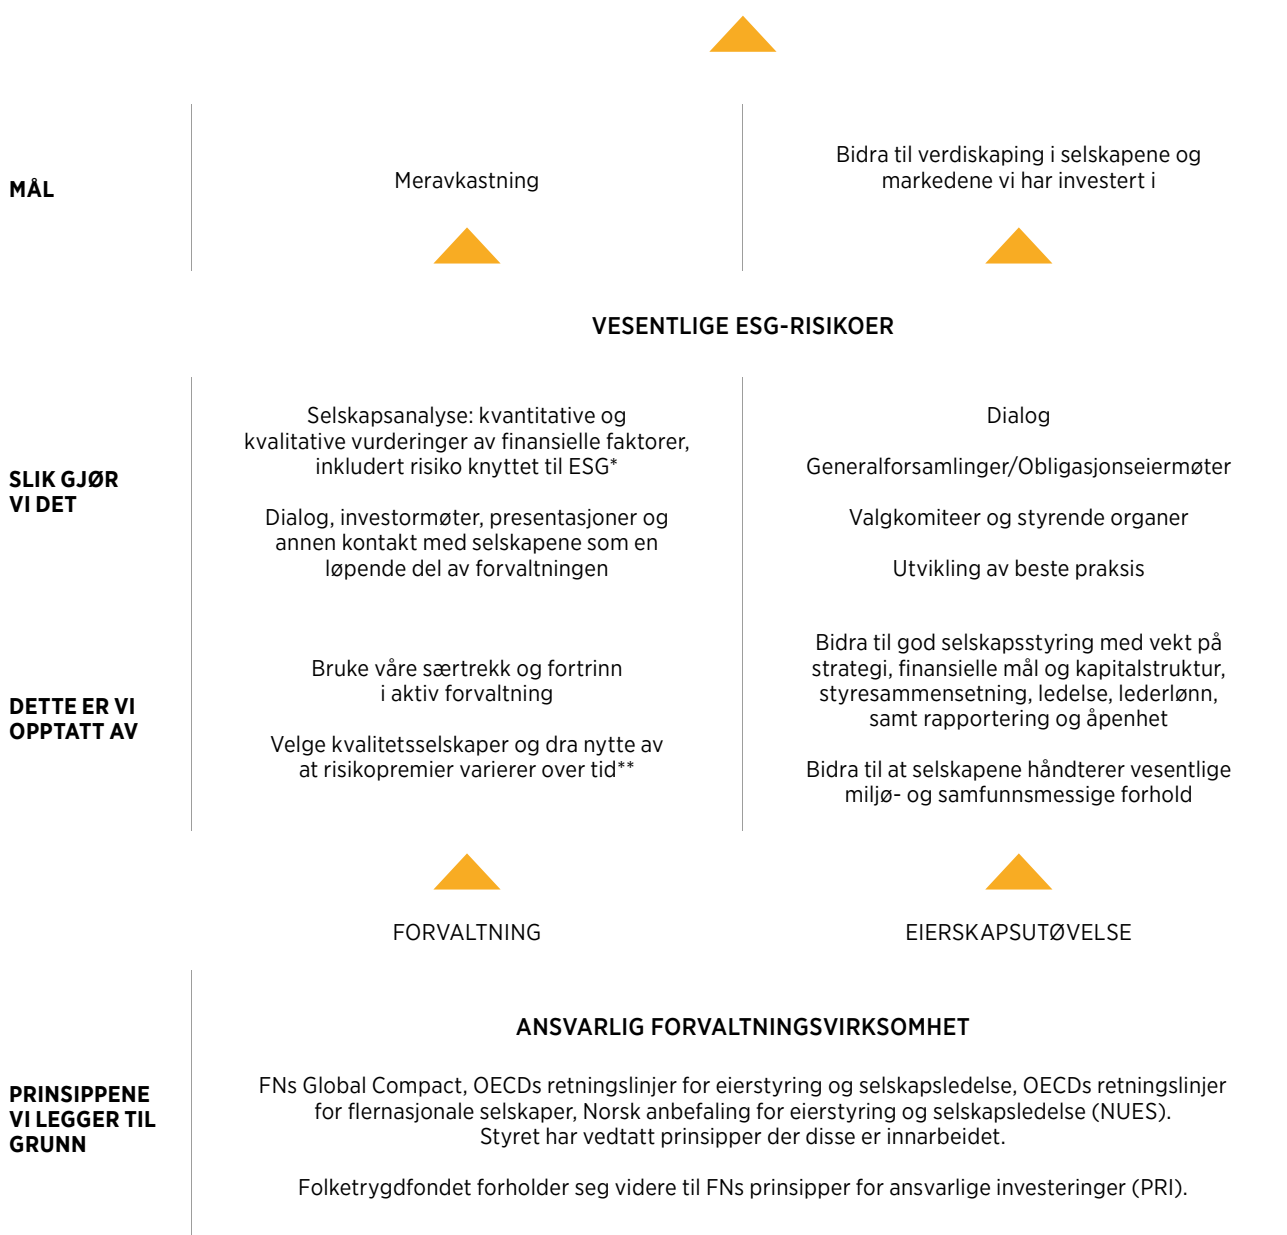 MÅL
Meravkastning
Bidra til verdiskaping i selskapene og
markedene vi har investert i
VESENTLIGE ESG-RISIKOER
SLIK GJØR
VI DET
Selskapsanalyse: kvantitative og
kvalitative vurderinger av finansielle faktorer,
inkludert risiko knyttet til ESG*
Dialog, investormøter, presentasjoner og
annen kontakt med selskapene som en
løpende del av forvaltningen
Dialog
Generalforsamlinger/Obligasjonseiermøter
Valgkomiteer og styrende organer
Utvikling av beste praksis
DETTE ER VI
OPPTATT AV
Bruke våre særtrekk og fortrinn
i aktiv forvaltning
Velge kvalitetsselskaper og dra nytte av
at risikopremier varierer over tid**
Bidra til god selskapsstyring med vekt på
strategi, finansielle mål og kapitalstruktur,
styresammensetning, ledelse, lederlønn,
samt rapportering og åpenhet
Bidra til at selskapene håndterer vesentlige
miljø- og samfunnsmessige forhold
FORVALTNING
EIERSKAPSUTØVELSE
ANSVARLIG FORVALTNINGSVIRKSOMHET
PRINSIPPENE
VI LEGGER TIL
GRUNN
FNs Global Compact, OECDs retningslinjer for eierstyring og selskapsledelse, OECDs retningslinjer
for flernasjonale selskaper, Norsk anbefaling for eierstyring og selskapsledelse (NUES).
Styret har vedtatt prinsipper der disse er innarbeidet.
Folketrygdfondet forholder seg videre til FNs prinsipper for ansvarlige investeringer (PRI).